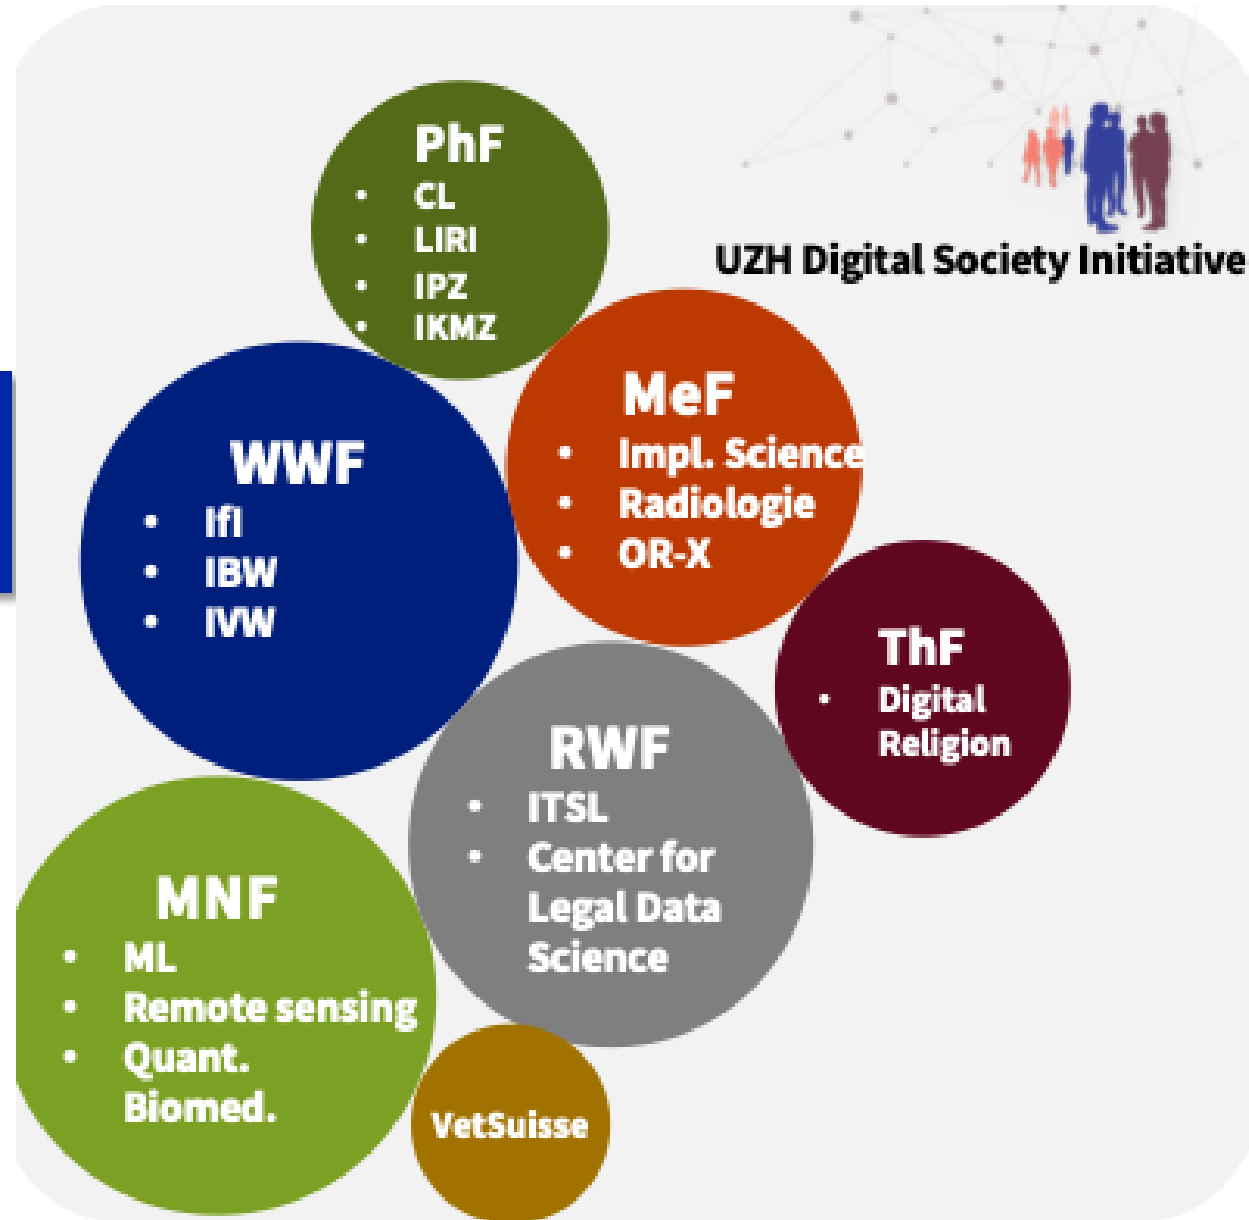 PhF
• CL
• LIRI
• IPZ
• IKMZ
UZH Digital Society Initiative
MeF
• Impl. Science
• Radiologie
• OR-X
WWF
• IfI
• IBW
• IVW
ThF
• Digital
Religion
RWF
• ITSL
• Center for
Legal Data
Science
MNF
• ML
• Remote sensing
• Quant.
Biomed.
VetSuisse